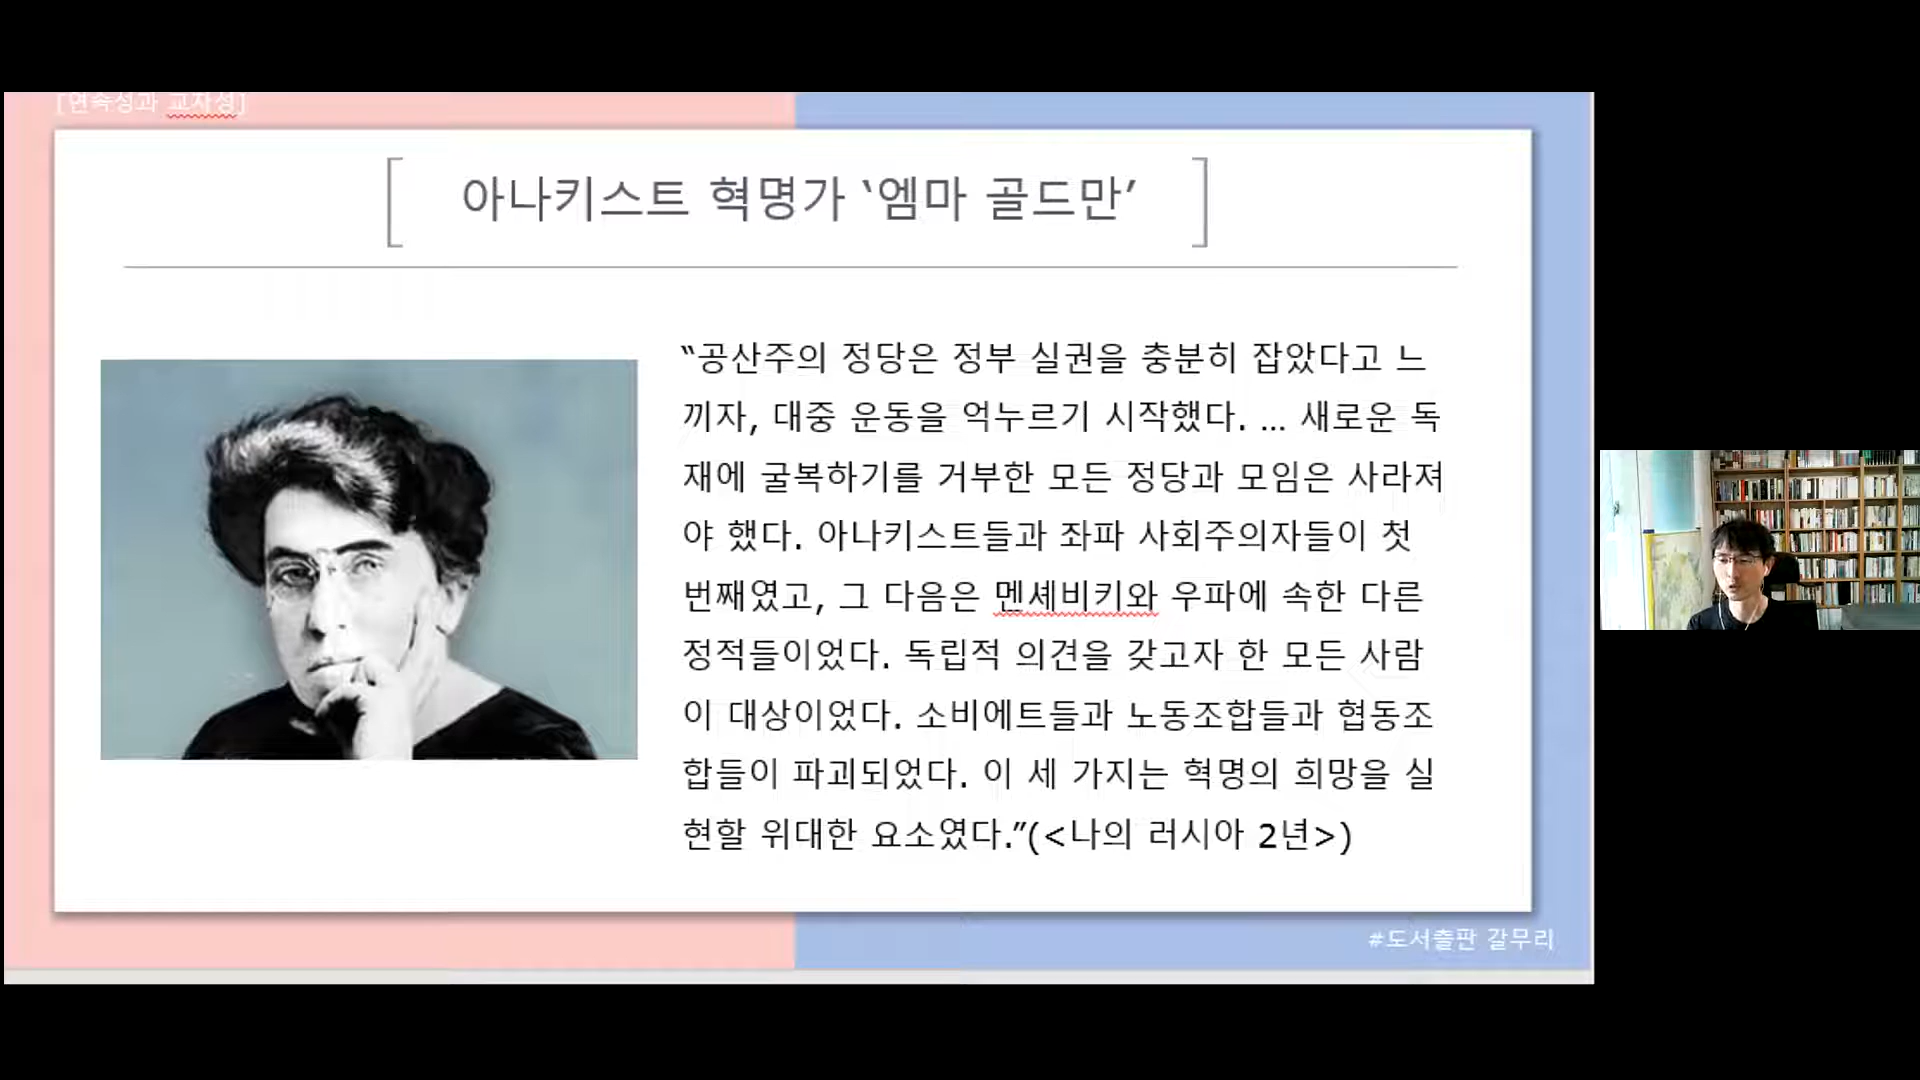 [연속성과 교차성]
아나키스트 혁명가 ‘엠마 골드만’
“공산주의 정당은 정부 실권을 충분히 잡았다고 느
끼자, 대중 운동을 억누르기 시작했다. ... 새로운 독
재에 굴복하기를 거부한 모든 정당과 모임은 사라져
야 했다. 아나키스트들과 좌파 사회주의자들이 첫
번째였고, 그 다음은 멘셰비키와 우파에 속한 다른
정적들이었다. 독립적 의견을 갖고자 한 모든 사람
이 대상이었다. 소비에트들과 노동조합들과 협동조
합들이 파괴되었다. 이 세 가지는 혁명의 희망을 실
현할 위대한 요소였다.”(<나의 러시아 2년>)
#도서출판 갈무리